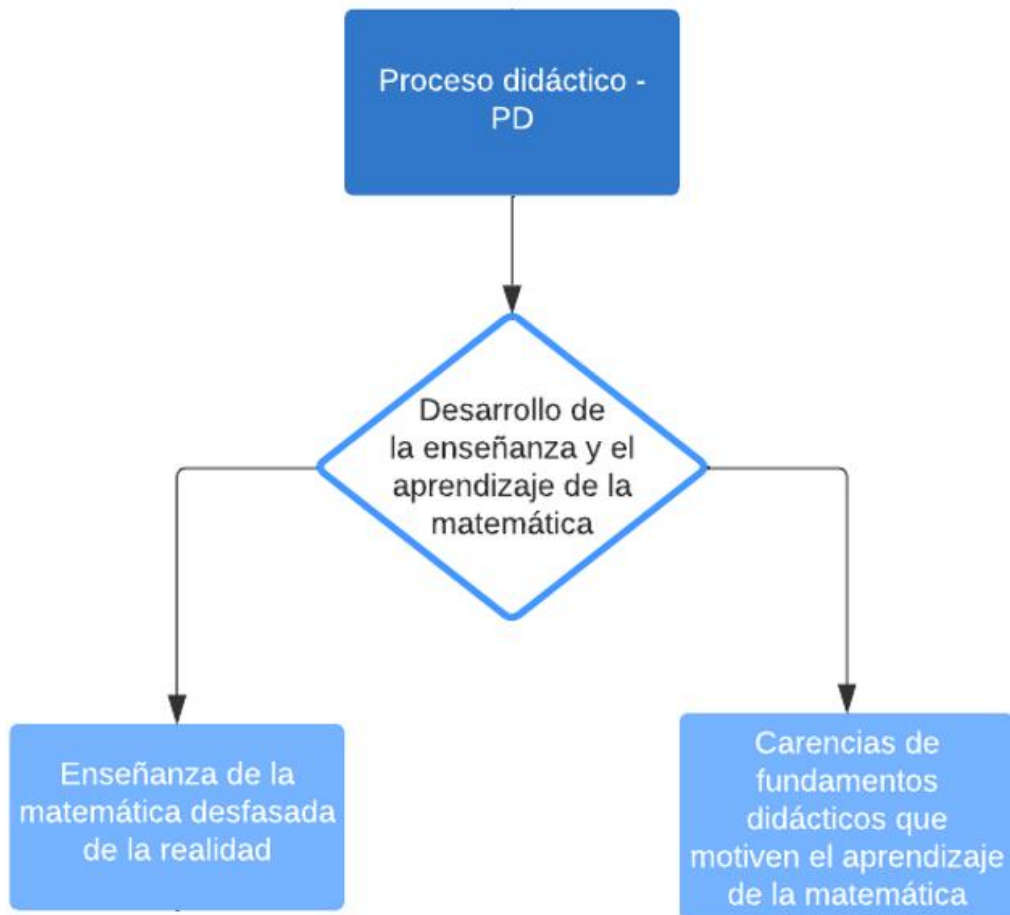 Proceso didáctico -
PD
Desarrollo de
la enseñanza y el
aprendizaje de la
matemática
Enseñanza de la
matemática desfasada
de la realidad
Carencias de
fundamentos
didácticos que
motiven el aprendizaje
de la matemática